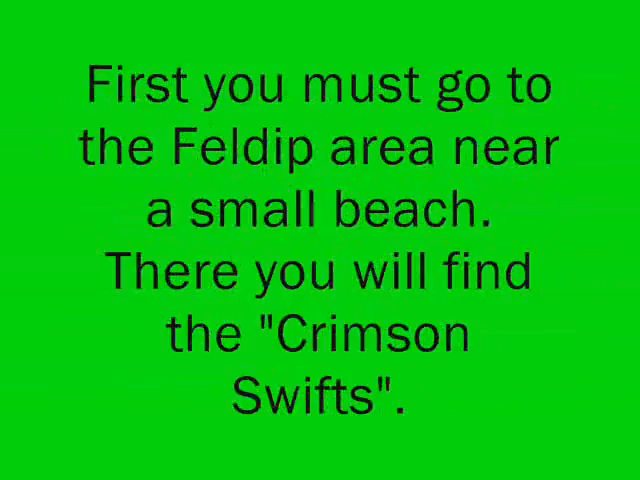 First you must go to
the Feldip area near
a small beach.
There you will find
the "Crimson
Swifts".